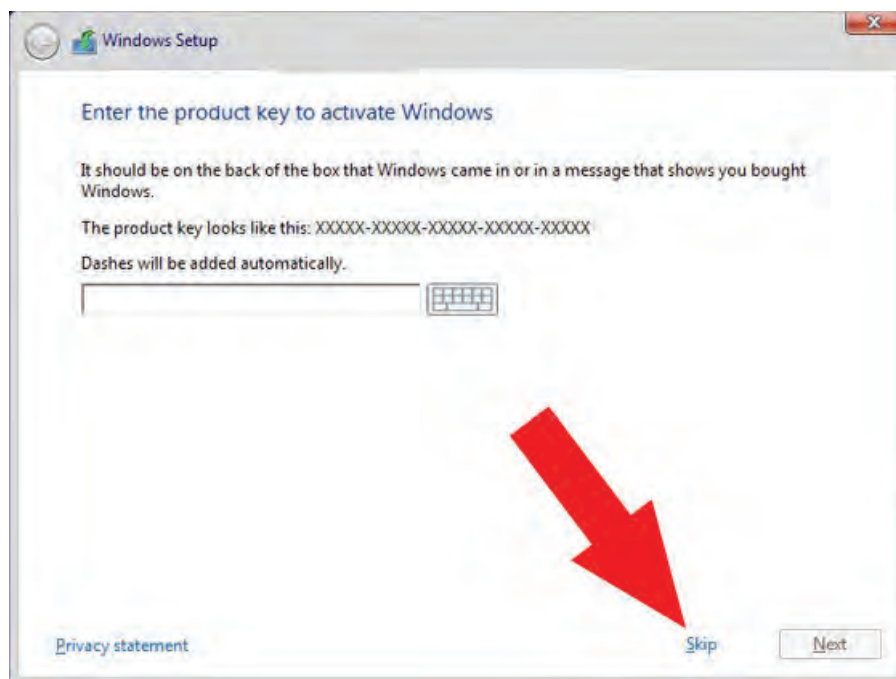 Windows Setup
Enter the product key to activate Windows
It should be on the back of the box that Windows came in or in a message that shows you bought
Windows.
The product key looks like this: XXXXX-XXXXX-XXXXX-XXXXX-XXXXX
Dashes will be added automatically.
Privacy statement
Skip
Next